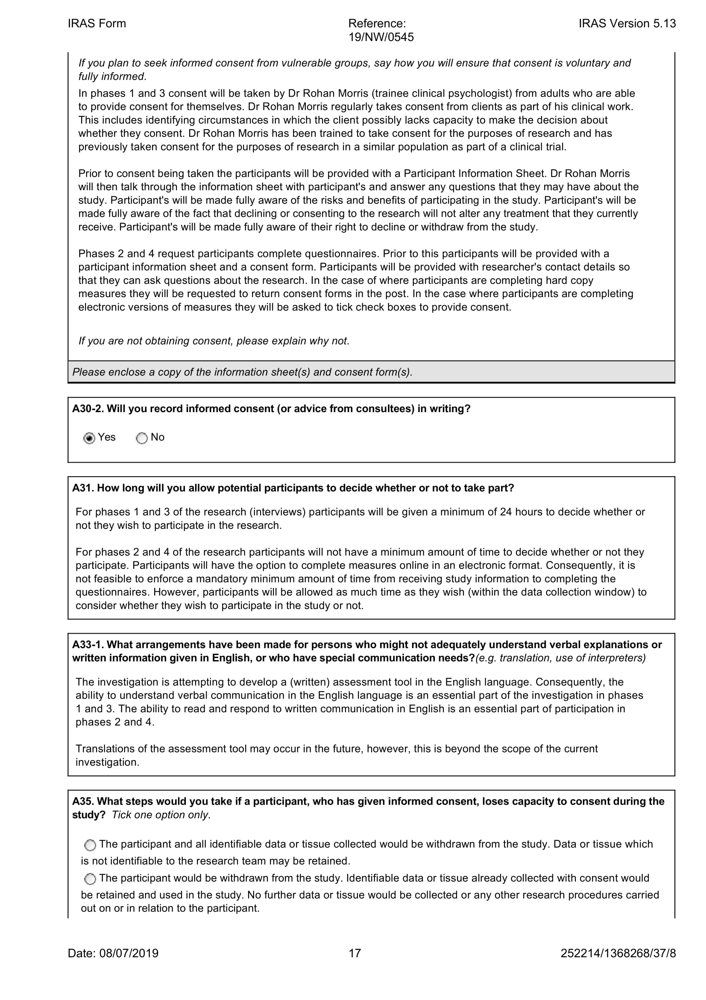 IRAS Form
Reference:
19/NW/0545
IRAS Version 5.13
If you plan to seek informed consent from vulnerable groups, say how you will ensure that consent is voluntary and
fully informed.
In phases 1 and 3 consent will be taken by Dr Rohan Morris (trainee clinical psychologist) from adults who are able
to provide consent for themselves. Dr Rohan Morris regularly takes consent from clients as part of his clinical work.
This includes identifying circumstances in which the client possibly lacks capacity to make the decision about
whether they consent. Dr Rohan Morris has been trained to take consent for the purposes of research and has
previously taken consent for the purposes of research in a similar population as part of a clinical trial.
Prior to consent being taken the participants will be provided with a Participant Information Sheet. Dr Rohan Morris
will then talk through the information sheet with participant's and answer any questions that they may have about the
study. Participant's will be made fully aware of the risks and benefits of participating in the study. Participant's will be
made fully aware of the fact that declining or consenting to the research will not alter any treatment that they currently
receive. Participant's will be made fully aware of their right to decline or withdraw from the study.
Phases 2 and 4 request participants complete questionnaires. Prior to this participants will be provided with a
participant information sheet and a consent form. Participants will be provided with researcher's contact details so
that they can ask questions about the research. In the case of where participants are completing hard copy
measures they will be requested to return consent forms in the post. In the case where participants are completing
electronic versions of measures they will be asked to tick check boxes to provide consent.
If you are not obtaining consent, please explain why not.
Please enclose a copy of the information sheet(s) and consent form(s).
A30-2. Will you record informed consent (or advice from consultees) in writing?
Yes No
A31. How long will you allow potential participants to decide whether or not to take part?
For phases 1 and 3 of the research (interviews) participants will be given a minimum of 24 hours to decide whether or
not they wish to participate in the research.
For phases 2 and 4 of the research participants will not have a minimum amount of time to decide whether or not they
participate. Participants will have the option to complete measures online in an electronic format. Consequently, it is
not feasible to enforce a mandatory minimum amount of time from receiving study information to completing the
questionnaires. However, participants will be allowed as much time as they wish (within the data collection window) to
consider whether they wish to participate in the study or not.
A33-1. What arrangements have been made for persons who might not adequately understand verbal explanations or
written information given in English, or who have special communication needs?(e.g. translation, use of interpreters)
The investigation is attempting to develop a (written) assessment tool in the English language. Consequently, the
ability to understand verbal communication in the English language is an essential part of the investigation in phases
1 and 3. The ability to read and respond to written communication in English is an essential part of participation in
phases 2 and 4.
Translations of the assessment tool may occur in the future, however, this is beyond the scope of the current
investigation.
A35. What steps would you take if a participant, who has given informed consent, loses capacity to consent during the
study? Tick one option only.
The participant and all identifiable data or tissue collected would be withdrawn from the study. Data or tissue which
is not identifiable to the research team may be retained.
The participant would be withdrawn from the study. Identifiable data or tissue already collected with consent would
be retained and used in the study. No further data or tissue would be collected or any other research procedures carried
out on or in relation to the participant.
Date: 08/07/2019
17
252214/1368268/37/8